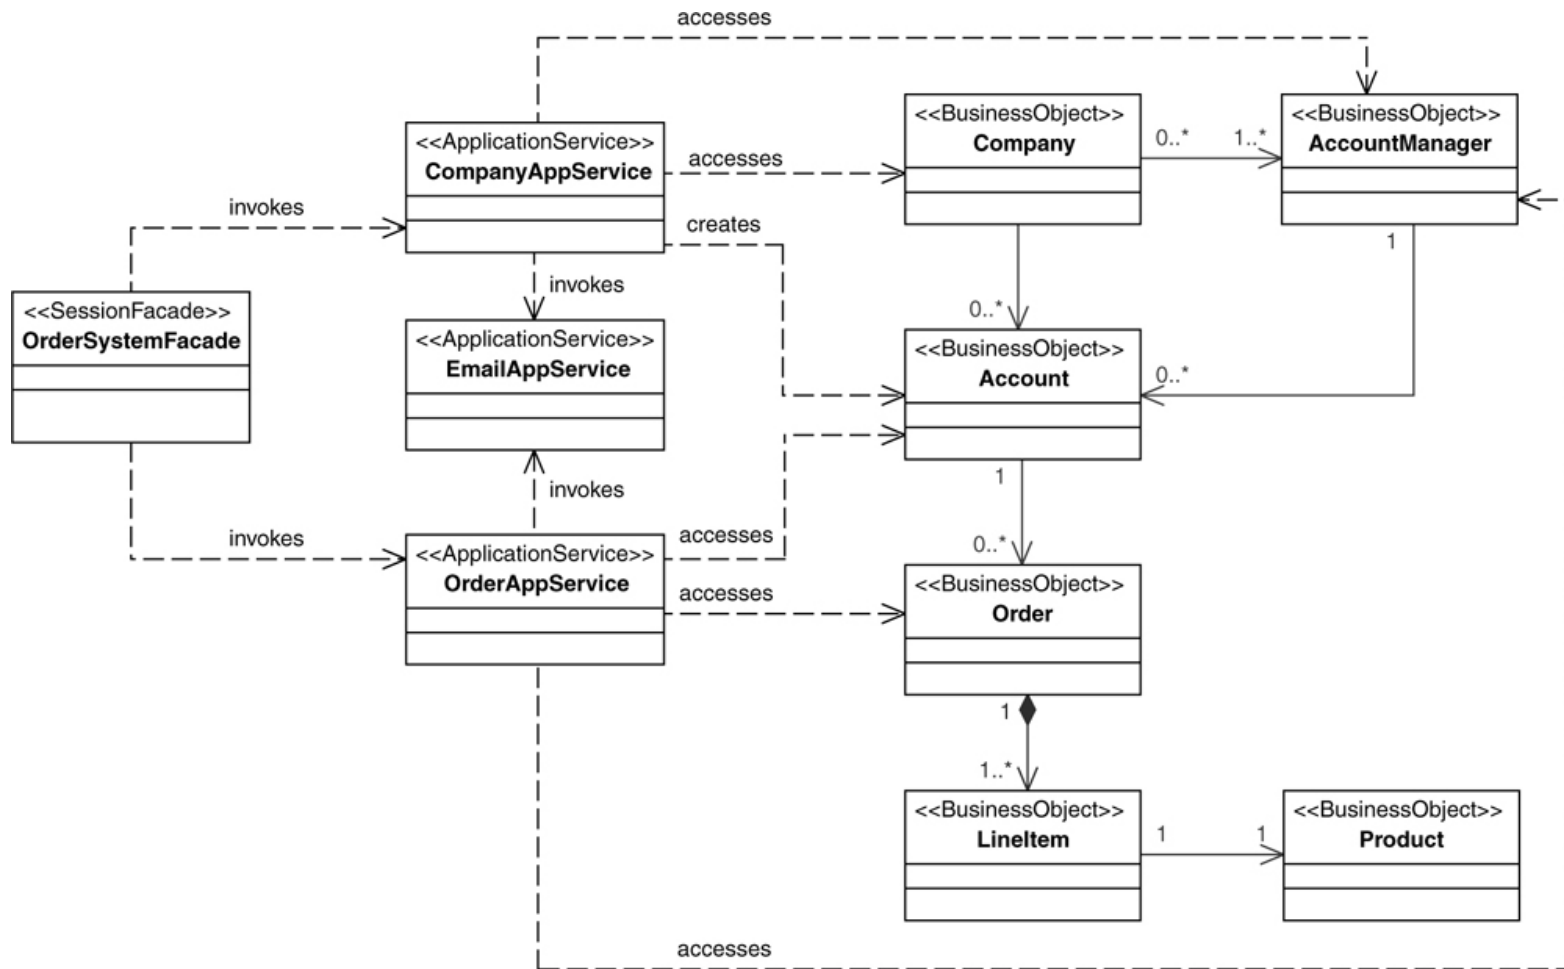 accesses
<<ApplicationService>>
CompanyAppService
accesses
creates
invokes
invokes
<<SessionFacade>>
OrderSystemFacade
<<ApplicationService>>
EmailAppService
invokes
invokes
<<ApplicationService>>
OrderAppService
accesses
accesses
accesses
<<BusinessObject>>
Company
0..*
1..*
<<BusinessObject>>
AccountManager
1
0..*
<<BusinessObject>>
Account
0..*
1
0..*
<<BusinessObject>>
Order
1
1..*
<<BusinessObject>>
LineItem
1
1
<<BusinessObject>>
Product